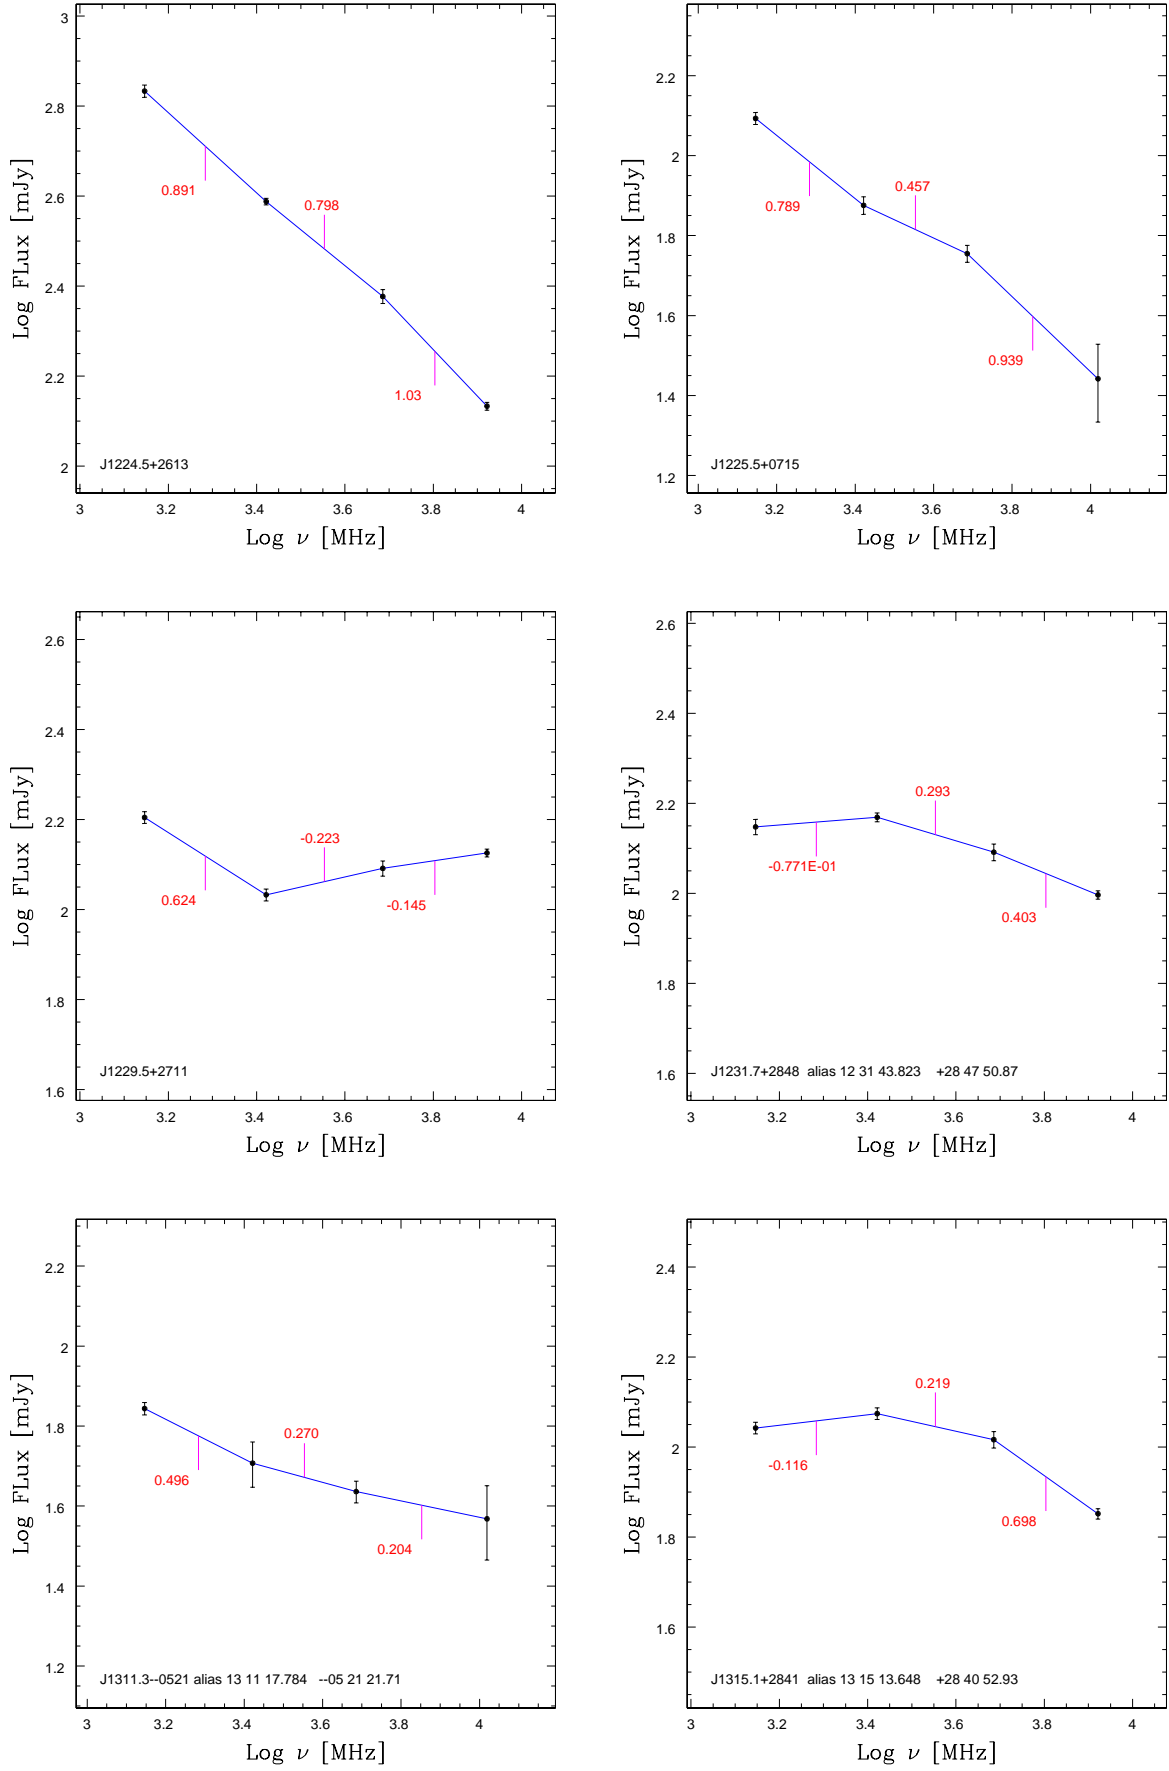 3
2.8
2.6
2.4
2.2
2
Log FLux [mJy]
0.891
0.798
1.03
J1224.5+2613
3 3.2 3.4 3.6 3.8 4
Log ν [MHz]
2.2
2
1.8
1.6
1.4
1.2
Log FLux [mJy]
0.789
0.457
0.939
J1225.5+0715
3 3.2 3.4 3.6 3.8 4
Log ν [MHz]
2.6
2.4
2.2
2
1.8
1.6
Log FLux [mJy]
0.624
-0.223
-0.145
J1229.5+2711
3 3.2 3.4 3.6 3.8 4
Log ν [MHz]
2.6
2.4
2.2
2
1.8
1.6
Log FLux [mJy]
-0.771E-01
0.293
0.403
J1231.7+2848 alias 12 31 43.823 +28 47 50.87
3 3.2 3.4 3.6 3.8 4
Log ν [MHz]
2.2
2
1.8
1.6
1.4
1.2
Log FLux [mJy]
0.496
0.270
0.204
J1311.3--0521 alias 13 11 17.784 --05 21 21.71
3 3.2 3.4 3.6 3.8 4
Log ν [MHz]
2.4
2.2
2
1.8
1.6
Log FLux [mJy]
-0.116
0.219
0.698
J1315.1+2841 alias 13 15 13.648 +28 40 52.93
3 3.2 3.4 3.6 3.8 4
Log ν [MHz]